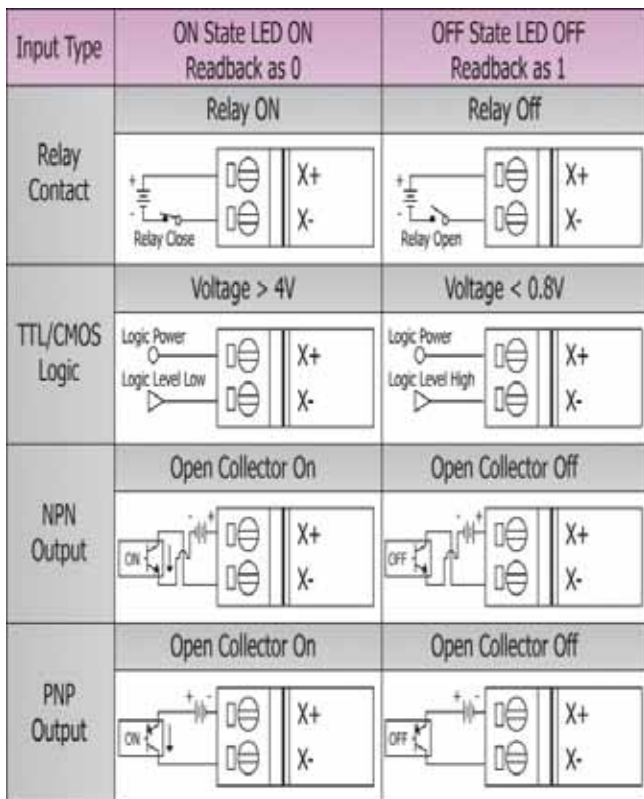 Input Type
ON State LED ON
Readback as 0
OFF State LED OFF
Readback as 1
Relay
Contact
Relay ON
Relay Off
+
-
Relay Close
X+
X-
+
-
Relay Open
X+
X-
TTL/CMOS
Logic
Voltage > 4V
Voltage < 0.8V
Logic Power
Logic Level Low
X+
X-
Logic Power
Logic Level High
X+
X-
NPN
Output
Open Collector On
Open Collector Off
- +
ON
X+
X-
- +
OFF
X+
X-
PNP
Output
Open Collector On
Open Collector Off
+ -
ON
X+
X-
+ -
OFF
X+
X-